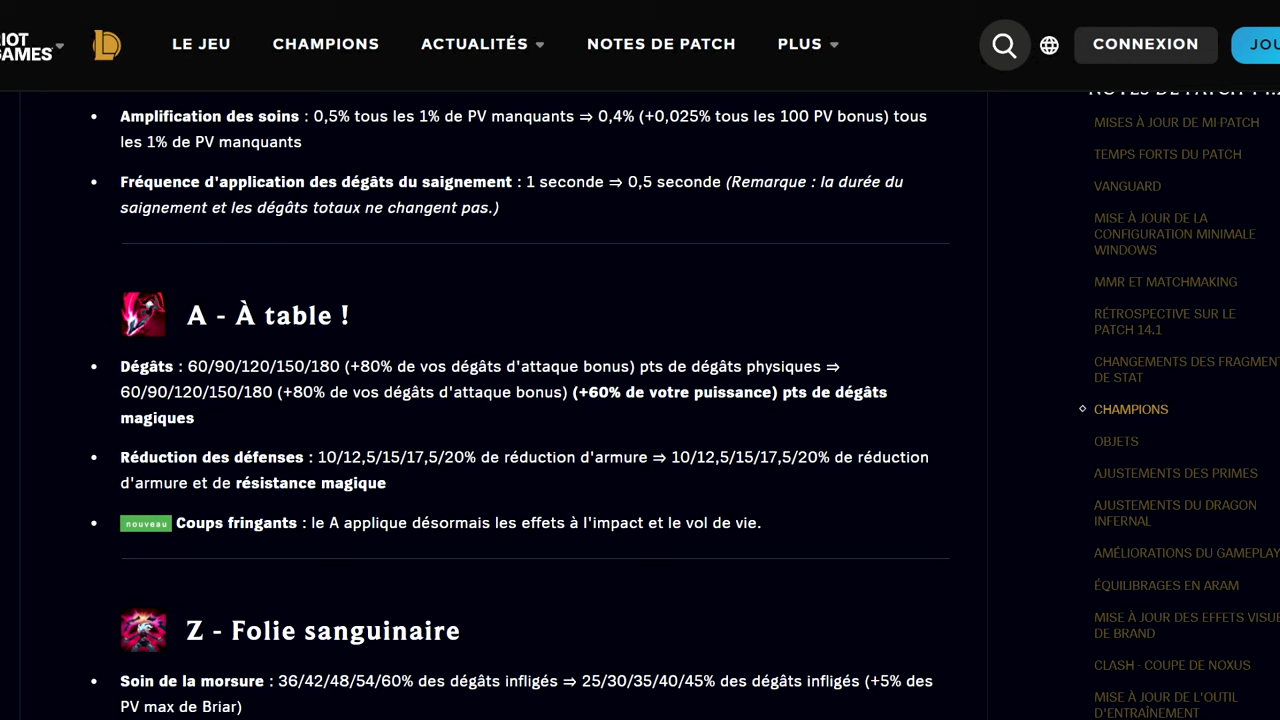 RIOT
GAMES
LE JEU
CHAMPIONS
ACTUALITÉS
NOTES DE PATCH
PLUS
CONNEXION
JOU
Amplification des soins : 0,5% tous les 1% de PV manquants ⇒ 0,4% (+0,025% tous les 100 PV bonus) tous
les 1% de PV manquants
Fréquence d'application des dégâts du saignement : 1 seconde ⇒ 0,5 seconde (Remarque : la durée du
saignement et les dégâts totaux ne changent pas.)
A - À table !
Dégâts : 60/90/120/150/180 (+80% de vos dégâts d'attaque bonus) pts de dégâts physiques ⇒
60/90/120/150/180 (+80% de vos dégâts d'attaque bonus) (+60% de votre puissance) pts de dégâts
magiques
Réduction des défenses : 10/12,5/15/17,5/20% de réduction d'armure ⇒ 10/12,5/15/17,5/20% de réduction
d'armure et de résistance magique
nouveau Coups fringants : le A applique désormais les effets à l'impact et le vol de vie.
Z - Folie sanguinaire
Soin de la morsure : 36/42/48/54/60% des dégâts infligés ⇒ 25/30/35/40/45% des dégâts infligés (+5% des
PV max de Briar)
NOTES DE PATCH
MISES À JOUR DE MI-PATCH
TEMPS FORTS DU PATCH
VANGUARD
MISE À JOUR DE LA
CONFIGURATION MINIMALE
WINDOWS
MMR ET MATCHMAKING
RÉTROSPECTIVE SUR LE
PATCH 14.1
CHANGEMENTS DES FRAGMENT
DE STAT
CHAMPIONS
OBJETS
AJUSTEMENTS DES PRIMES
AJUSTEMENTS DU DRAGON
INFERNAL
AMÉLIORATIONS DU GAMEPLAY
ÉQUILIBRAGES EN ARAM
MISE À JOUR DES EFFETS VISUE
DE BRAND
CLASH - COUPE DE NOXUS
MISE À JOUR DE L'OUTIL
D'ENTRAÎNEMENT